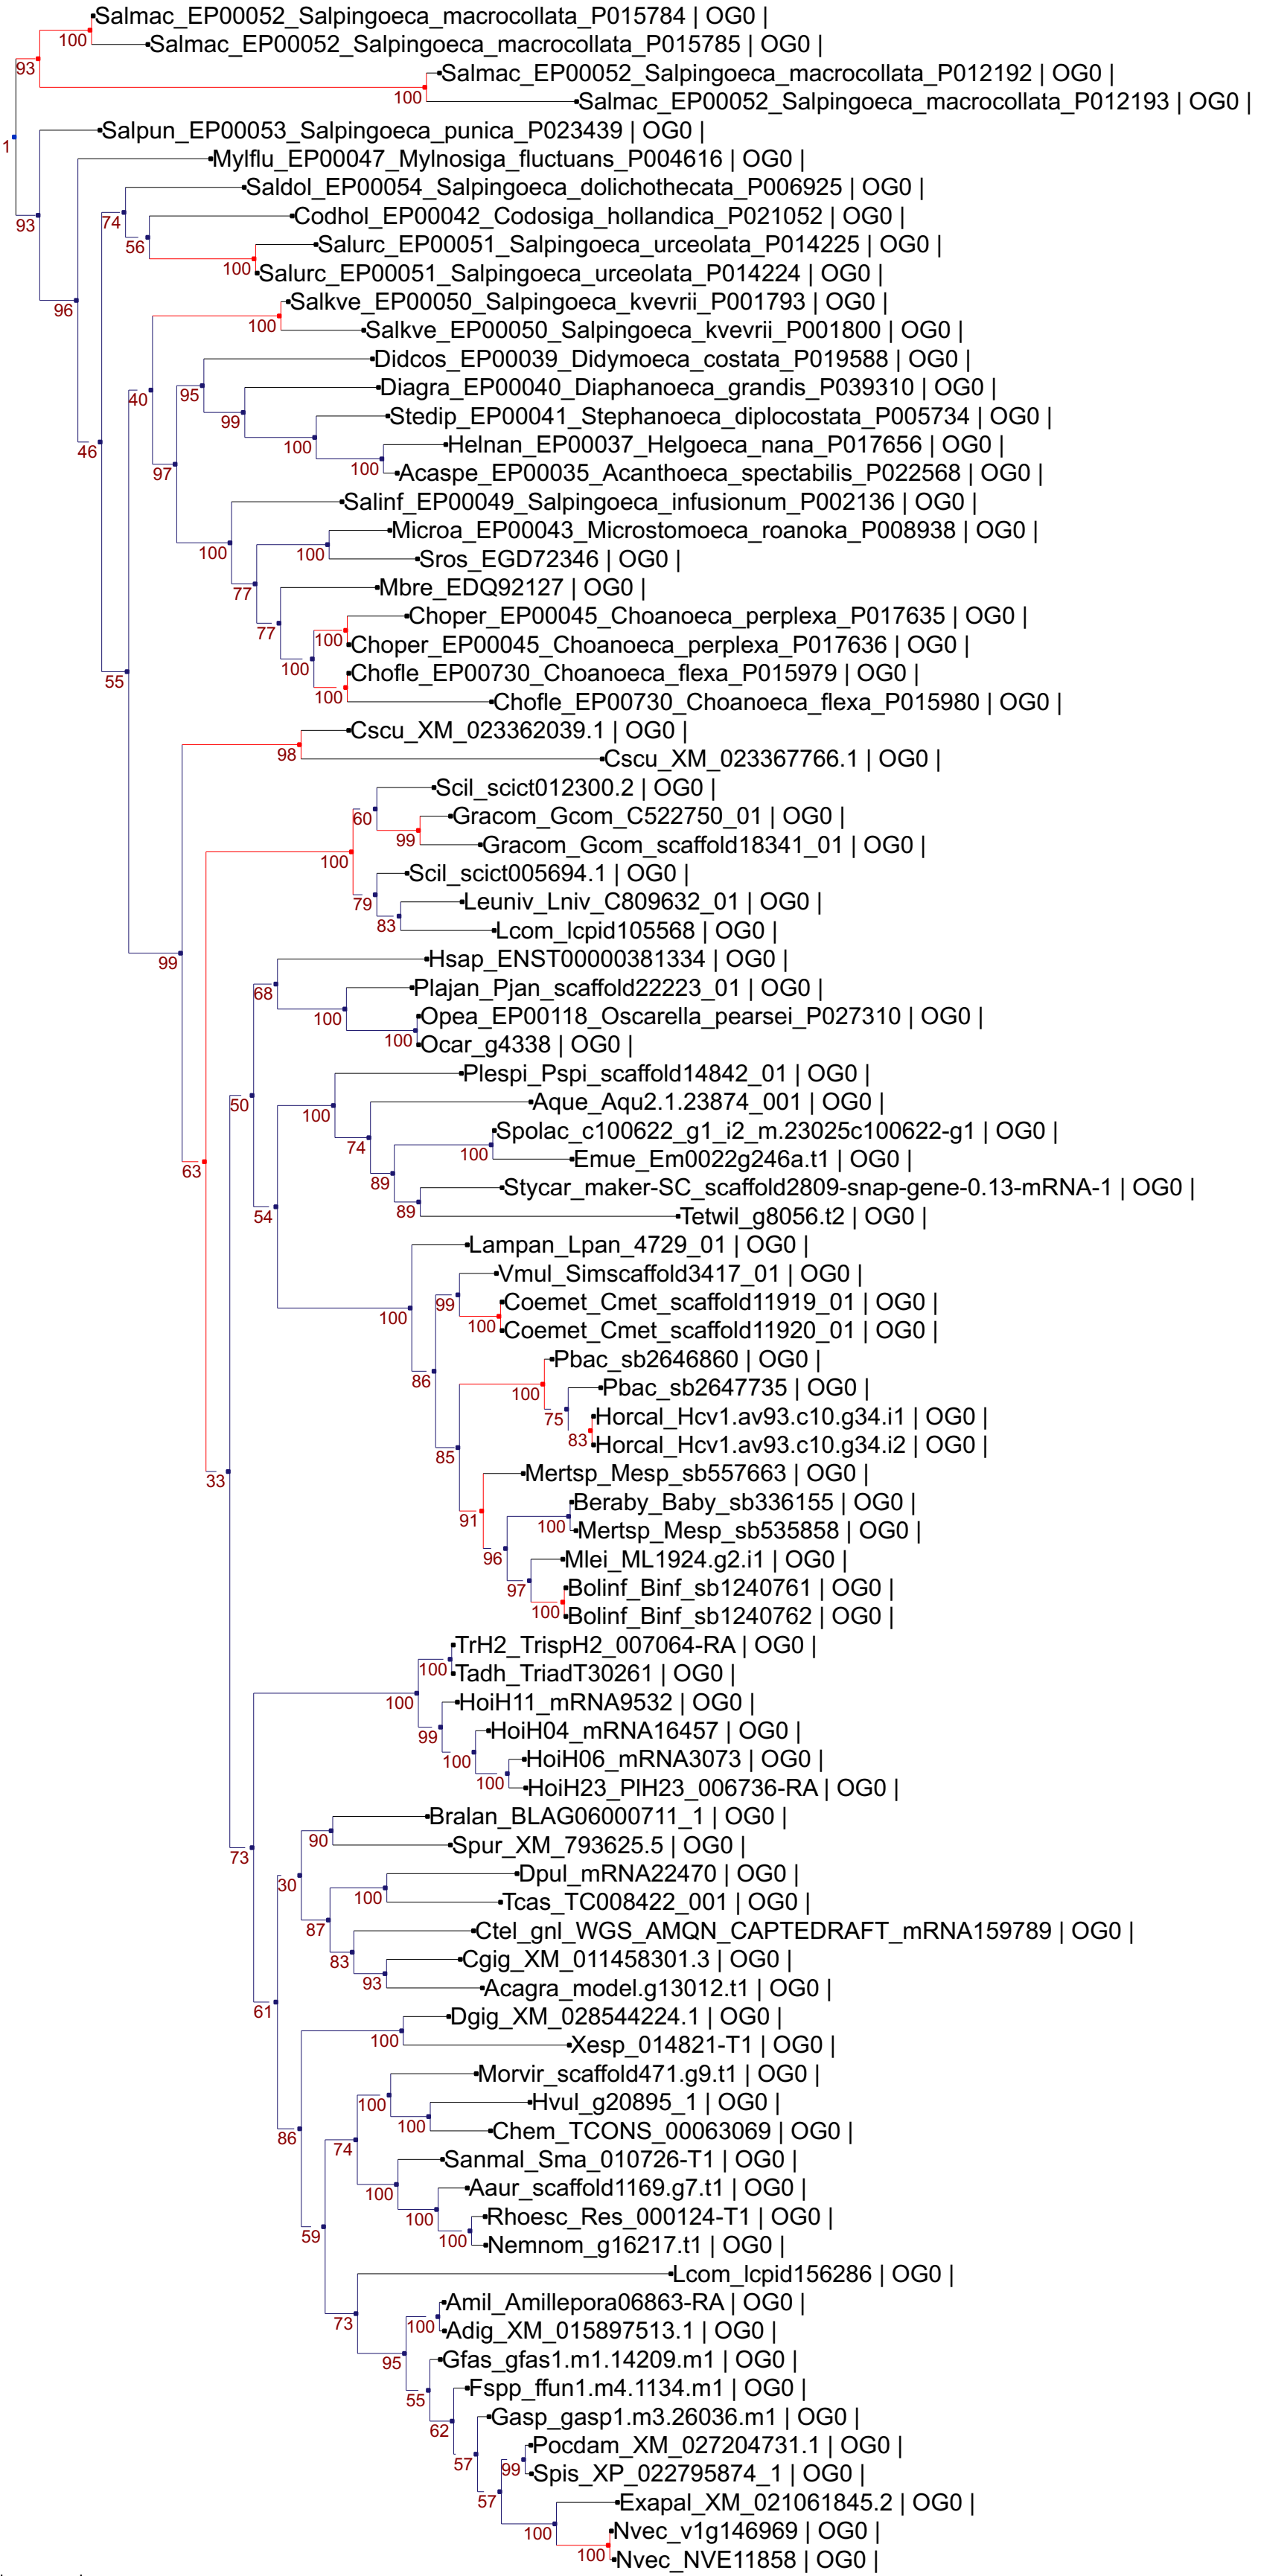 Salmac_EP00052_Salpingoeca_macrocollata_P015784 | OG0 |
100
Salmac_EP00052_Salpingoeca_macrocollata_P015785 | OG0 |
93
Salmac_EP00052_Salpingoeca_macrocollata_P012192 | OG0 |
100
Salmac_EP00052_Salpingoeca_macrocollata_P012193 | OG0 |
Salpun_EP00053_Salpingoeca_punica_P023439 | OG0 |
1
Mylflu_EP00047_Mylnosiga_fluctuans_P004616 | OG0 |
Saldol_EP00054_Salpingoeca_dolichothecata_P006925 | OG0 |
93
74
Codhol_EP00042_Codosiga_hollandica_P021052 | OG0 |
56
Salurc_EP00051_Salpingoeca_urceolata_P014225 | OG0 |
100
Salurc_EP00051_Salpingoeca_urceolata_P014224 | OG0 |
96
Salkve_EP00050_Salpingoeca_kvevrii_P001793 | OG0 |
100
Salkve_EP00050_Salpingoeca_kvevrii_P001800 | OG0 |
Didcos_EP00039_Didymoeca_costata_P019588 | OG0 |
40
95
Diagra_EP00040_Diaphanoeca_grandis_P039310 | OG0 |
99
Stedip_EP00041_Stephanoeca_diplocostata_P005734 | OG0 |
46
100
Helnan_EP00037_Helgoeca_nana_P017656 | OG0 |
97
100
Acaspe_EP00035_Acanthoeca_spectabilis_P022568 | OG0 |
Salinf_EP00049_Salpingoeca_infusionum_P002136 | OG0 |
Microa_EP00043_Microstomoeca_roanoka_P008938 | OG0 |
100
100
Sros_EGD72346 | OG0 |
77
Mbre_EDQ92127 | OG0 |
Choper_EP00045_Choanoeca_perplexa_P017635 | OG0 |
77
100
Choper_EP00045_Choanoeca_perplexa_P017636 | OG0 |
100
Chofle_EP00730_Choanoeca_flexa_P015979 | OG0 |
55
100
Chofle_EP00730_Choanoeca_flexa_P015980 | OG0 |
Cscu_XM_023362039.1 | OG0 |
98
Cscu_XM_023367766.1 | OG0 |
Scil_scict012300.2 | OG0 |
60
Gracom_Gcom_C522750_01 | OG0 |
99
Gracom_Gcom_scaffold18341_01 | OG0 |
100
Scil_scict005694.1 | OG0 |
79
Leuniv_Lniv_C809632_01 | OG0 |
83
Lcom_lcpid105568 | OG0 |
99
Hsap_ENST00000381334 | OG0 |
68
Plajan_Pjan_scaffold22223_01 | OG0 |
100
Opea_EP00118_Oscarella_pearsei_P027310 | OG0 |
100
Ocar_g4338 | OG0 |
Plespi_Pspi_scaffold14842_01 | OG0 |
50
100
Aque_Aqu2.1.23874_001 | OG0 |
74
Spolac_c100622_g1_i2_m.23025c100622-g1 | OG0 |
100
Emue_Em0022g246a.t1 | OG0 |
63
89
Stycar_maker-SC_scaffold2809-snap-gene-0.13-mRNA-1 | OG0 |
89
Tetwil_g8056.t2 | OG0 |
54
Lampan_Lpan_4729_01 | OG0 |
Vmul_Simscaffold3417_01 | OG0 |
99
Coemet_Cmet_scaffold11919_01 | OG0 |
100
100
Coemet_Cmet_scaffold11920_01 | OG0 |
Pbac_sb2646860 | OG0 |
86
100
Pbac_sb2647735 | OG0 |
75
Horcal_Hcv1.av93.c10.g34.i1 | OG0 |
83
Horcal_Hcv1.av93.c10.g34.i2 | OG0 |
85
Mertsp_Mesp_sb557663 | OG0 |
33
Beraby_Baby_sb336155 | OG0 |
91
100
Mertsp_Mesp_sb535858 | OG0 |
96
Mlei_ML1924.g2.i1 | OG0 |
97
Bolinf_Binf_sb1240761 | OG0 |
100
Bolinf_Binf_sb1240762 | OG0 |
TrH2_TrispH2_007064-RA | OG0 |
100
Tadh_TriadT30261 | OG0 |
100
HoiH11_mRNA9532 | OG0 |
99
HoiH04_mRNA16457 | OG0 |
100
HoiH06_mRNA3073 | OG0 |
100
HoiH23_PlH23_006736-RA | OG0 |
Bralan_BLAG06000711_1 | OG0 |
90
Spur_XM_793625.5 | OG0 |
73
Dpul_mRNA22470 | OG0 |
30
100
Tcas_TC008422_001 | OG0 |
87
Ctel_gnl_WGS_AMQN_CAPTEDRAFT_mRNA159789 | OG0 |
83
Cgig_XM_011458301.3 | OG0 |
93
Acagra_model.g13012.t1 | OG0 |
61
Dgig_XM_028544224.1 | OG0 |
100
Xesp_014821-T1 | OG0 |
Morvir_scaffold471.g9.t1 | OG0 |
100
Hvul_g20895_1 | OG0 |
100
Chem_TCONS_00063069 | OG0 |
86
74
Sanmal_Sma_010726-T1 | OG0 |
100
Aaur_scaffold1169.g7.t1 | OG0 |
100
Rhoesc_Res_000124-T1 | OG0 |
59
100
Nemnom_g16217.t1 | OG0 |
Lcom_lcpid156286 | OG0 |
Amil_Amillepora06863-RA | OG0 |
73
100
Adig_XM_015897513.1 | OG0 |
95
Gfas_gfas1.m1.14209.m1 | OG0 |
55
Fspp_ffun1.m4.1134.m1 | OG0 |
62
Gasp_gasp1.m3.26036.m1 | OG0 |
57
Pocdam_XM_027204731.1 | OG0 |
99
Spis_XP_022795874_1 | OG0 |
57
Exapal_XM_021061845.2 | OG0 |
100
Nvec_v1g146969 | OG0 |
100
Nvec_NVE11858 | OG0 |